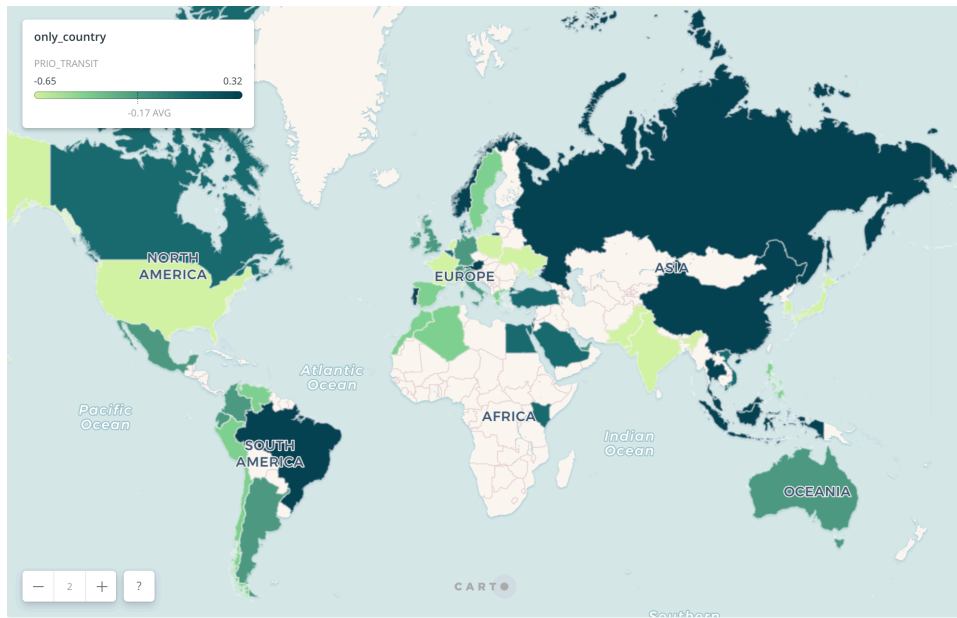 only_country
PRIO_TRANSIT
-0.65 0.32
-0.17 AVG
NORTH
AMERICA
EUROPE
ASIA
Atlantic
Ocean
Pacific
Ocean
AFRICA
Indian
Ocean
SOUTH
AMERICA
OCEANIA
− 2 + ?
CARTO
Southern